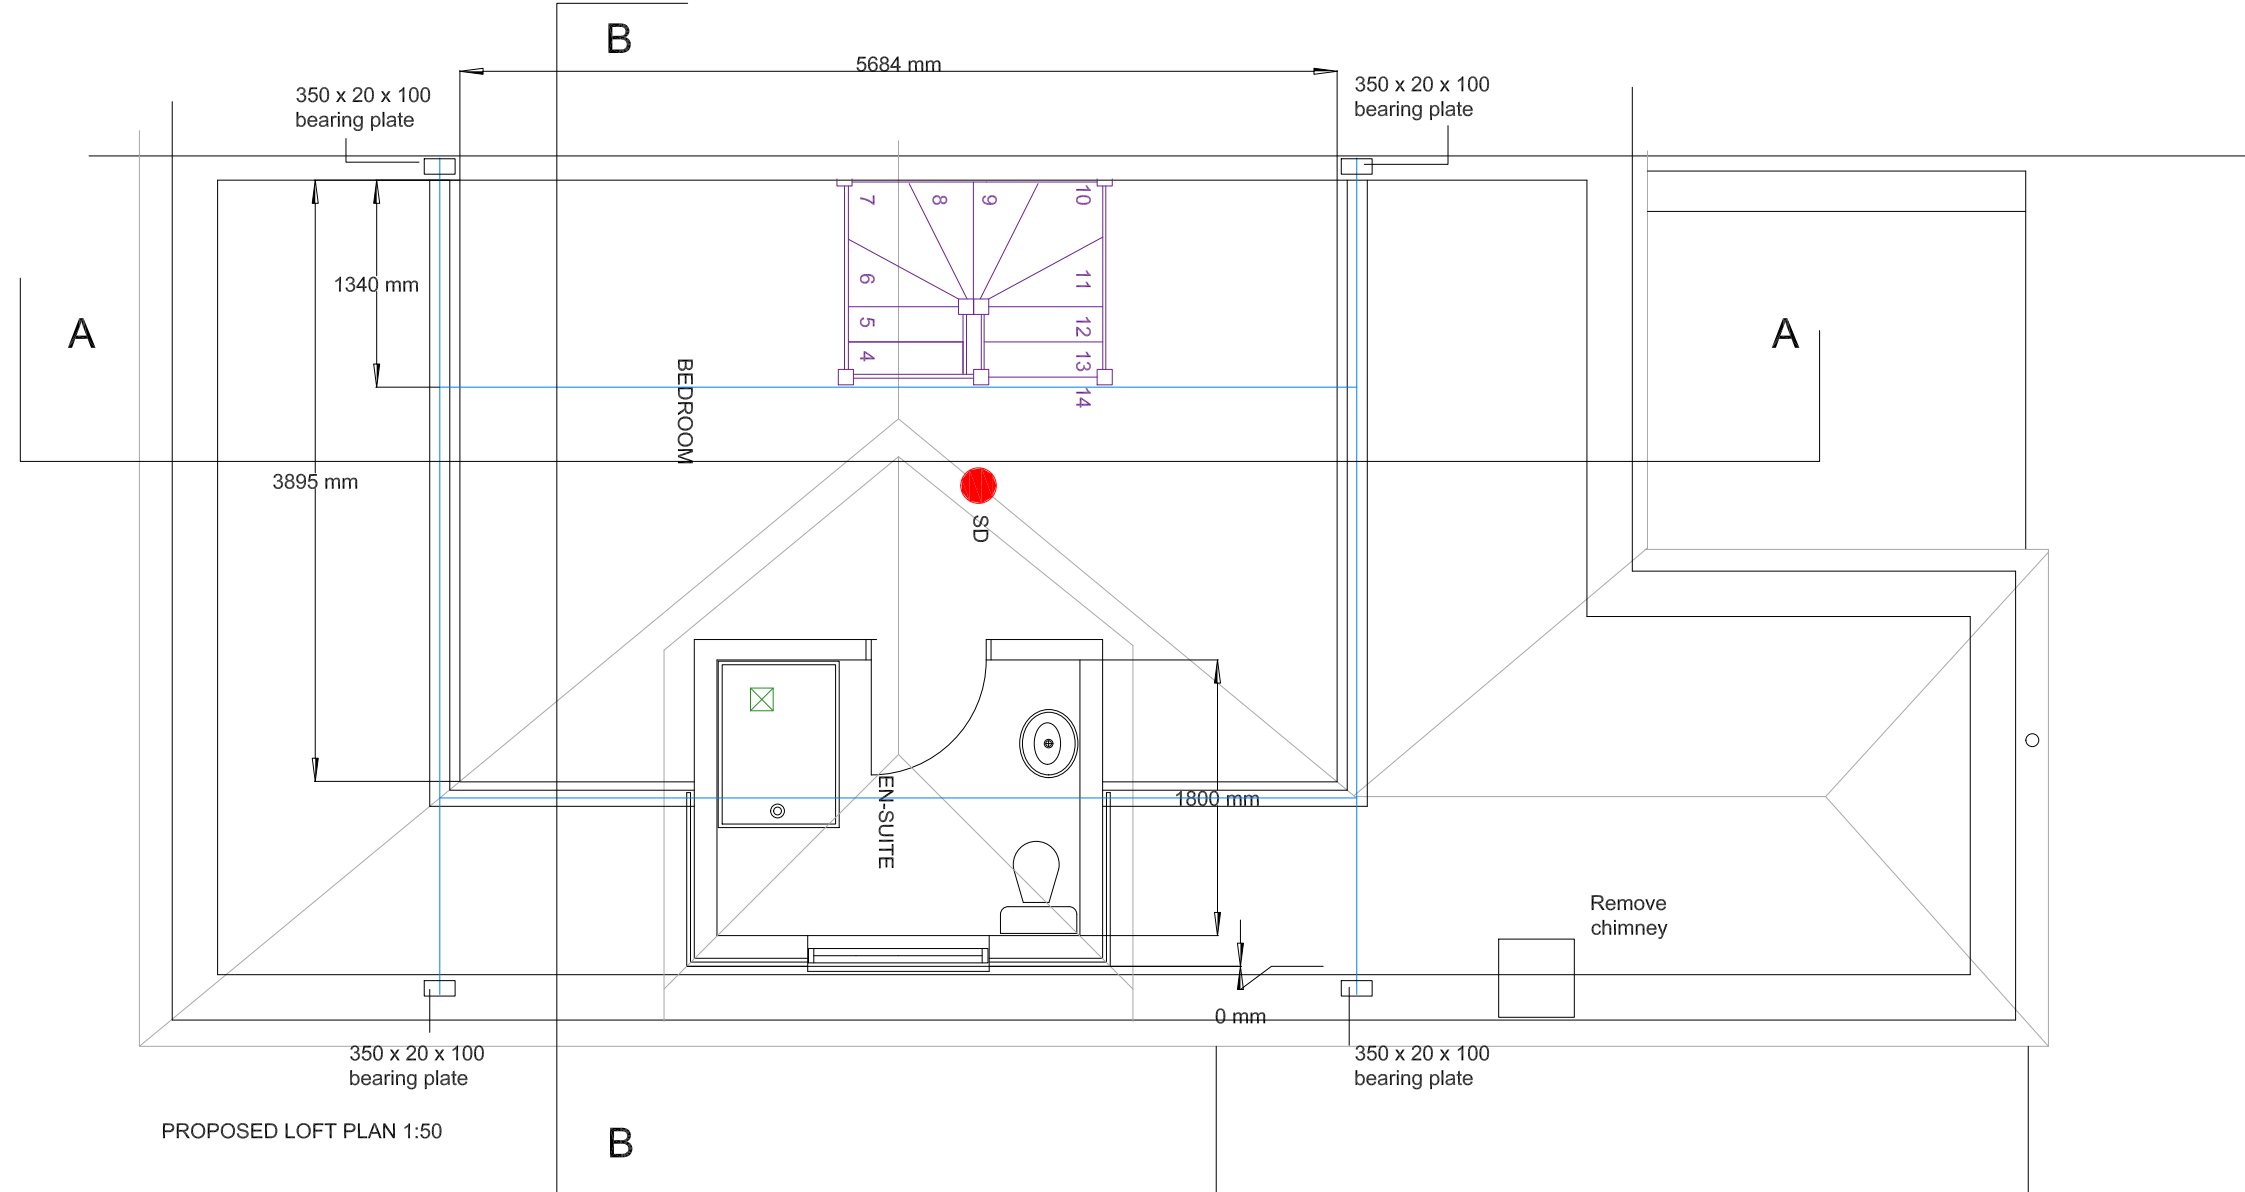 B
5684 mm
350 x 20 x 100
bearing plate
350 x 20 x 100
bearing plate
7
8
9
10
6
11
5
12
4
13
14
1340 mm
A
A
BEDROOM
3895 mm
SD
1800 mm
EN-SUITE
Remove
chimney
0 mm
350 x 20 x 100
bearing plate
350 x 20 x 100
bearing plate
PROPOSED LOFT PLAN 1:50
B